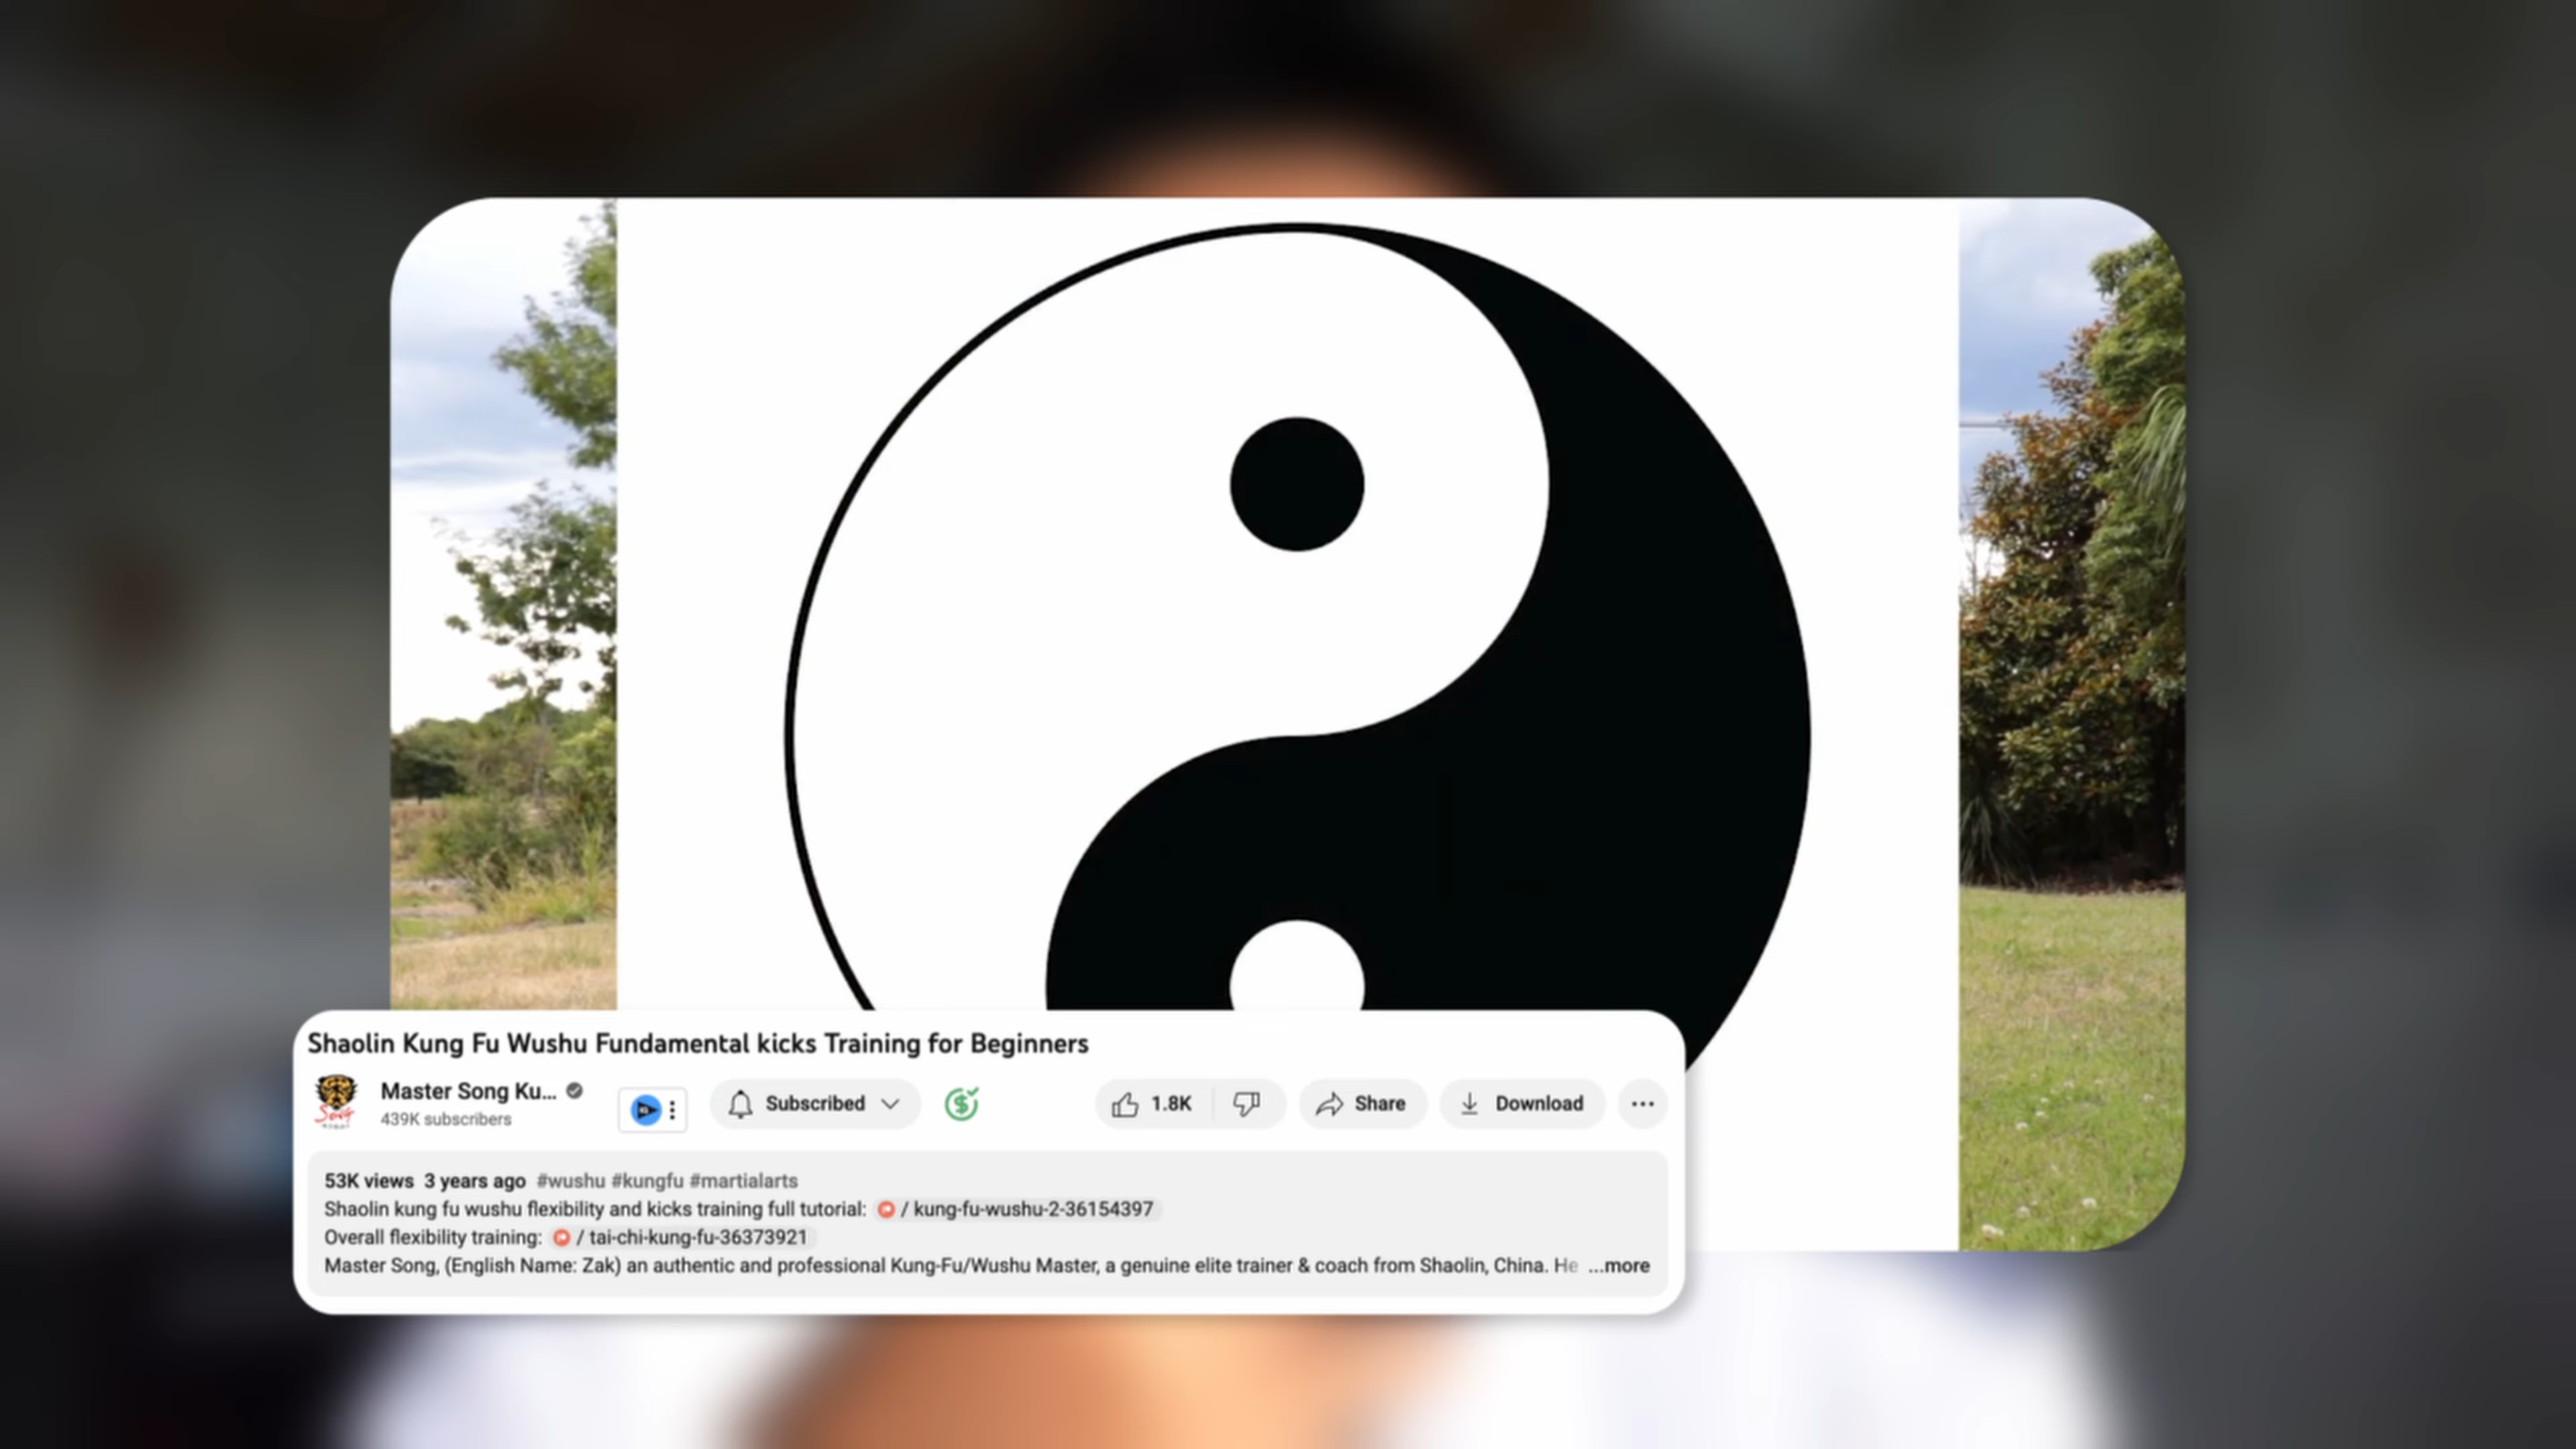 Shaolin Kung Fu Wushu Fundamental kicks Training for Beginners
Master Song Ku...
439K subscribers
Subscribed
1.8K
Share
Download
53K views 3 years ago #wushu #kungfu #martialarts
Shaolin kung fu wushu flexibility and kicks training full tutorial: / kung-fu-wushu-2-36154397
Overall flexibility training: / tai-chi-kung-fu-36373921
Master Song, (English Name: Zak) an authentic and professional Kung-Fu/Wushu Master, a genuine elite trainer & coach from Shaolin, China. He ...more